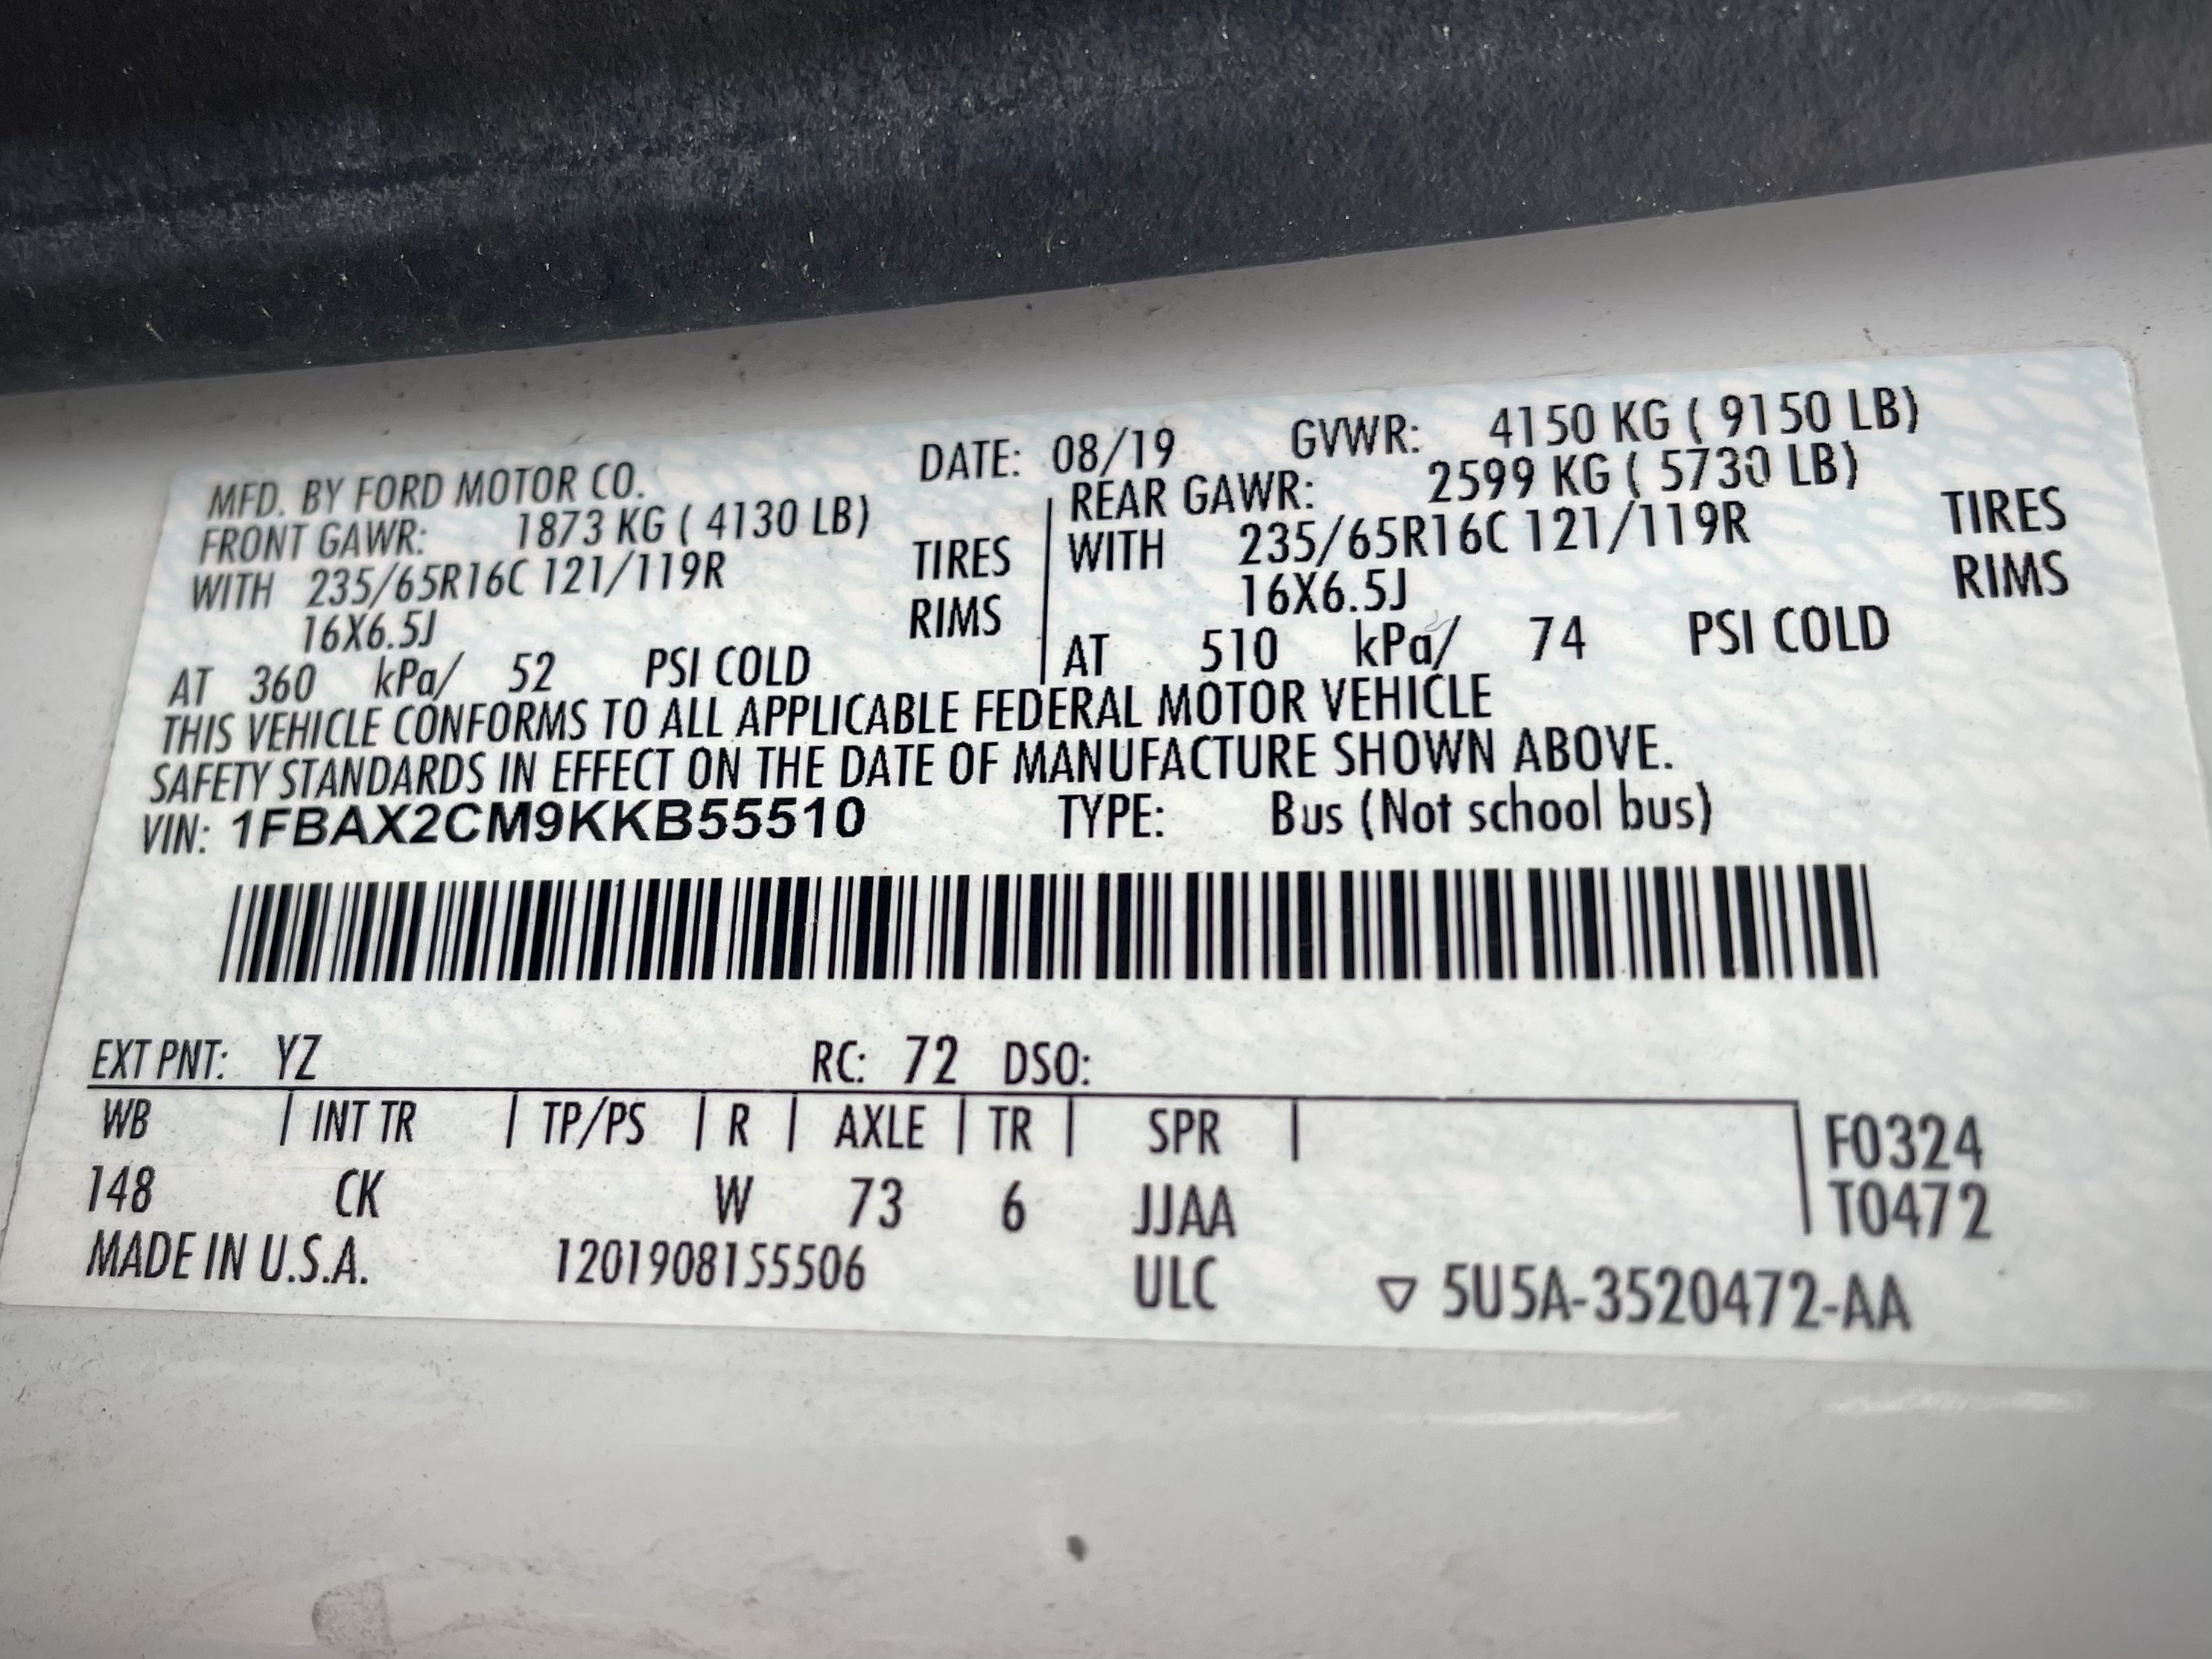 MFD. BY FORD MOTOR CO. DATE: 08/19 GVWR: 4150 KG ( 9150 LB)
FRONT GAWR: 1873 KG ( 4130 LB) REAR GAWR: 2599 KG ( 5730 LB)
WITH 235/65R16C 121/119R TIRES WITH 235/65R16C 121/119R TIRES
16X6.5J RIMS 16X6.5J RIMS
AT 360 kPa/ 52 PSI COLD AT 510 kPa/ 74 PSI COLD
THIS VEHICLE CONFORMS TO ALL APPLICABLE FEDERAL MOTOR VEHICLE
SAFETY STANDARDS IN EFFECT ON THE DATE OF MANUFACTURE SHOWN ABOVE.
VIN: 1FBAX2CM9KKB55510 TYPE: Bus (Not school bus)
EXT PNT: YZ RC: 72 DSO:
WB | INT TR | TP/PS | R | AXLE | TR | SPR | F0324
148 CK W 73 6 JJAA T0472
MADE IN U.S.A. 1201908155506 ULC ▽ 5U5A-3520472-AA